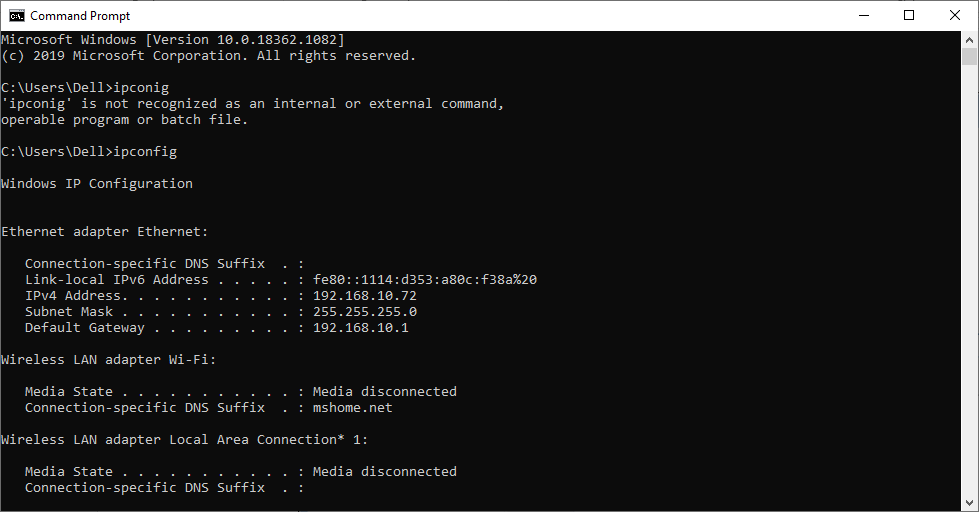 Command Prompt
Microsoft Windows [Version 10.0.18362.1082]
(c) 2019 Microsoft Corporation. All rights reserved.
C:\Users\Dell>ipconig
'ipconig' is not recognized as an internal or external command,
operable program or batch file.
C:\Users\Dell>ipconfig
Windows IP Configuration
Ethernet adapter Ethernet:
   Connection-specific DNS Suffix  . :
   Link-local IPv6 Address . . . . . : fe80::1114:d353:a80c:f38a%20
   IPv4 Address. . . . . . . . . . . : 192.168.10.72
   Subnet Mask . . . . . . . . . . . : 255.255.255.0
   Default Gateway . . . . . . . . . : 192.168.10.1
Wireless LAN adapter Wi-Fi:
   Media State . . . . . . . . . . . : Media disconnected
   Connection-specific DNS Suffix  . : mshome.net
Wireless LAN adapter Local Area Connection* 1:
   Media State . . . . . . . . . . . : Media disconnected
   Connection-specific DNS Suffix  . :